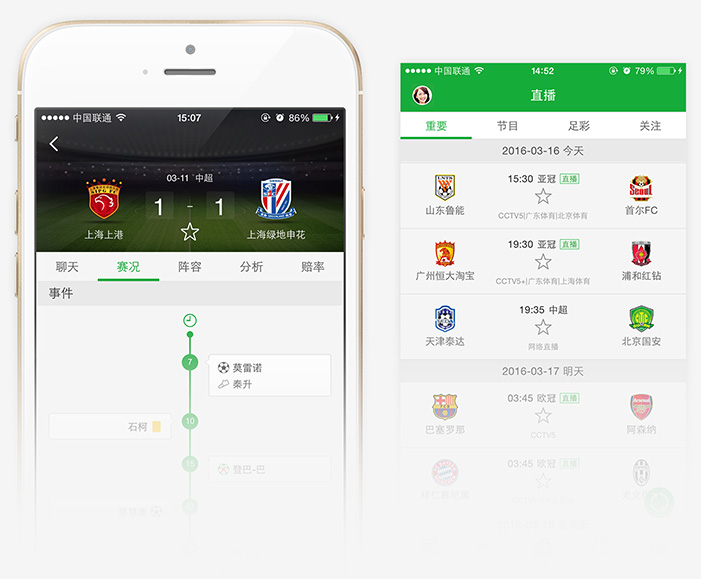 中国联通 15:07 86%
03-11 中超
1 - 1
上海上港 上海绿地申花
聊天 赛况 阵容 分析 赔率
事件
7 莫雷诺
秦升
石柯 10
15 登巴-巴
中国联通 14:52 79%
直播
重要 节目 足彩 关注
2016-03-16 今天
15:30 亚冠 直播
山东鲁能 首尔FC
CCTV5|广东体育|北京体育
19:30 亚冠 直播
广州恒大淘宝 浦和红钻
CCTV5+|广东体育|上海体育
19:35 中超
天津泰达 北京国安
网络直播
2016-03-17 明天
03:45 欧冠 直播
巴塞罗那 阿森纳
CCTV5
03:45 欧冠 直播
拜仁慕尼黑